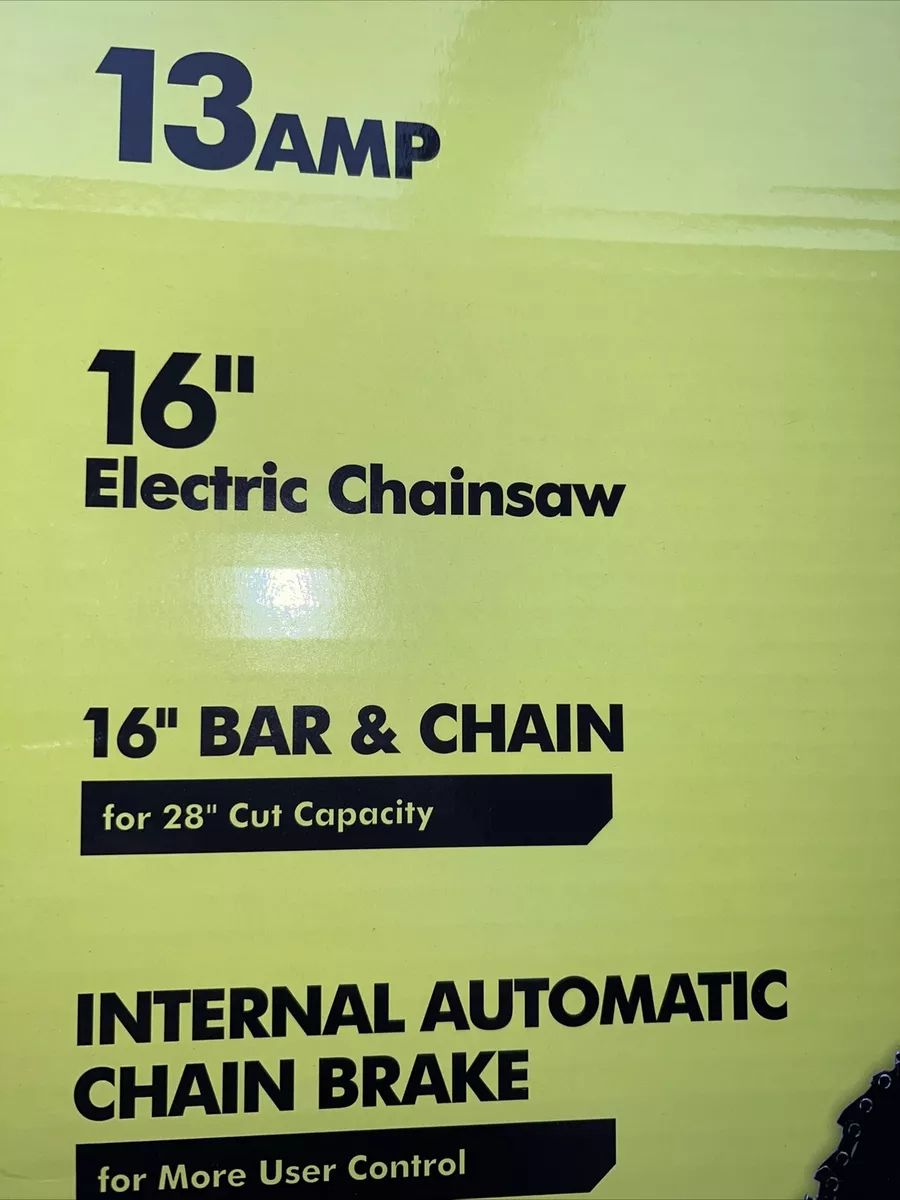 13AMP
16"
Electric Chainsaw
16" BAR & CHAIN
for 28" Cut Capacity
INTERNAL AUTOMATIC
CHAIN BRAKE
for More User Control